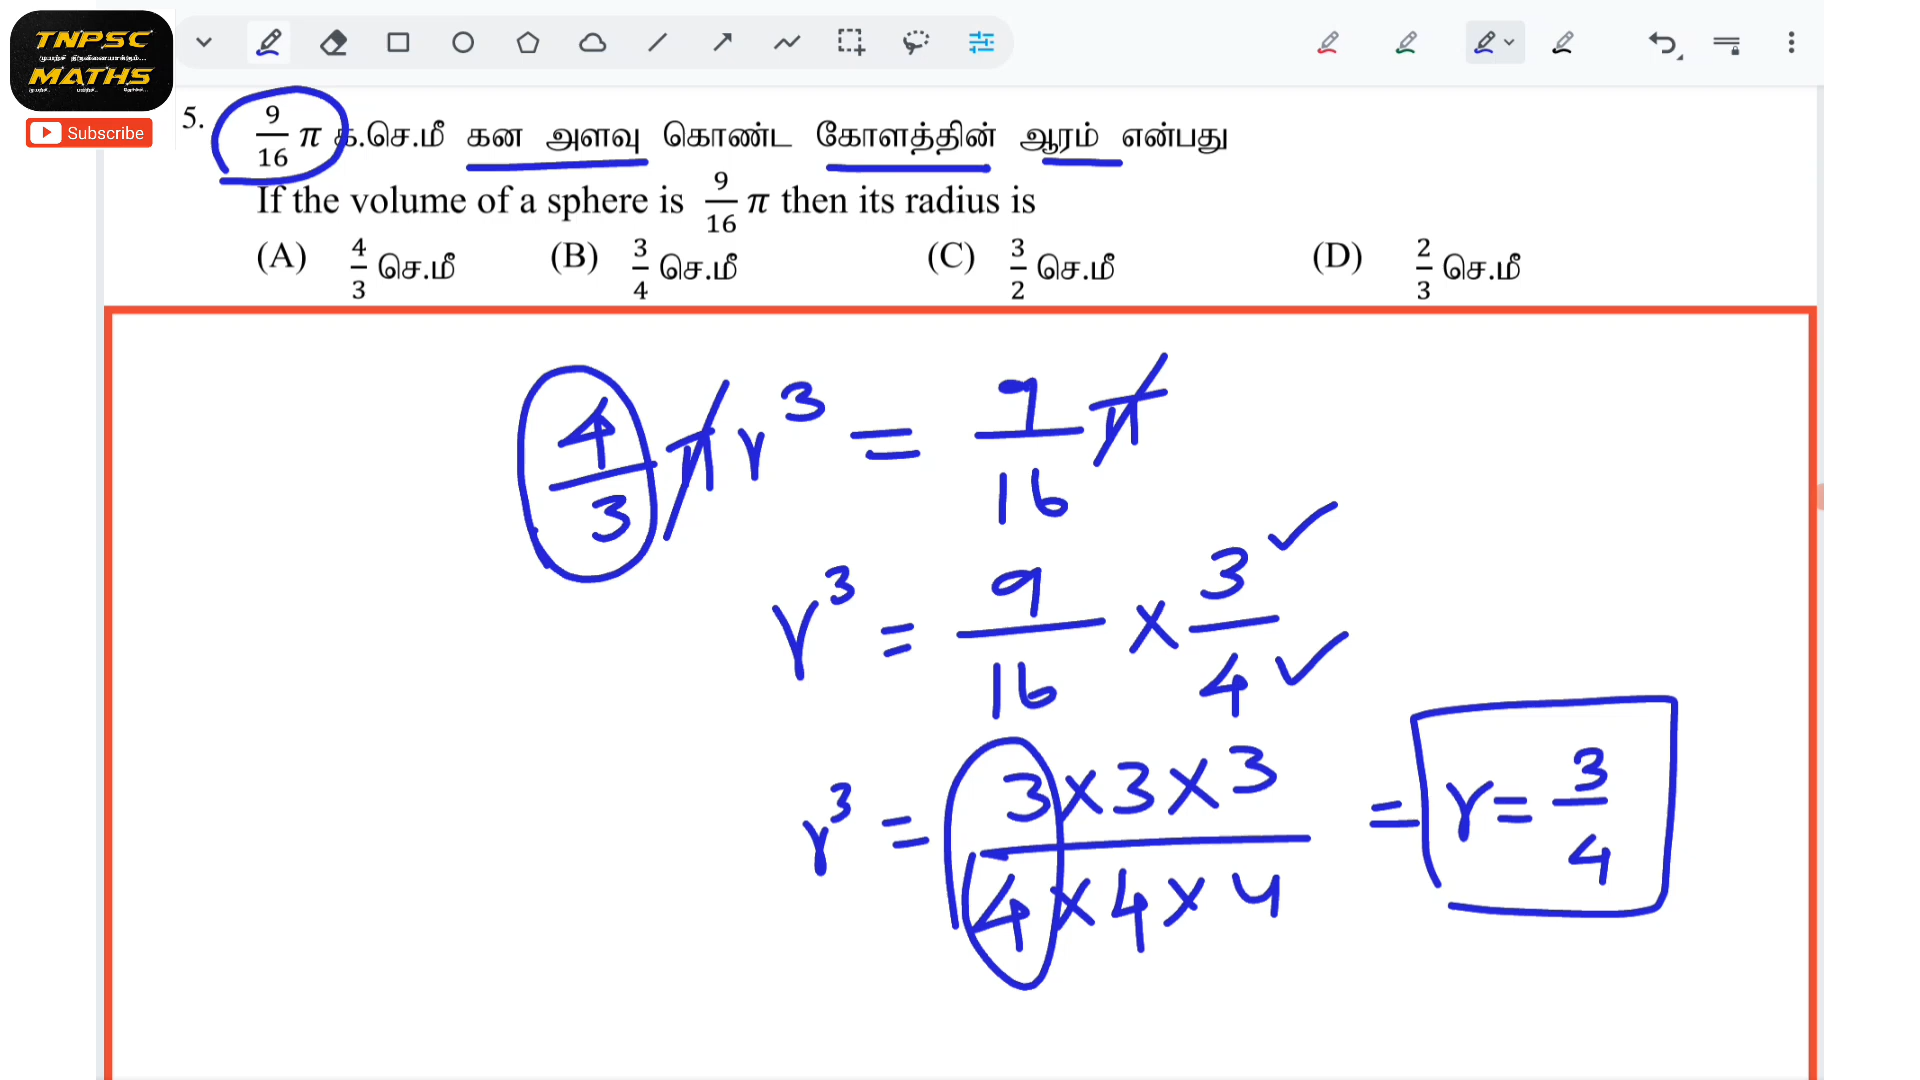 TNPSC
முயற்சி திருவினையாக்கும்...
MATHS
Subscribe
5. 9/16 π க.செ.மீ கன அளவு கொண்ட கோளத்தின் ஆரம் என்பது
If the volume of a sphere is 9/16 π then its radius is
(A) 4/3 செ.மீ (B) 3/4 செ.மீ (C) 3/2 செ.மீ (D) 2/3 செ.மீ
4/3 π r³ = 9/16 π
r³ = 9/16 × 3/4
r³ = 3×3×3/4×4×4 = r = 3/4